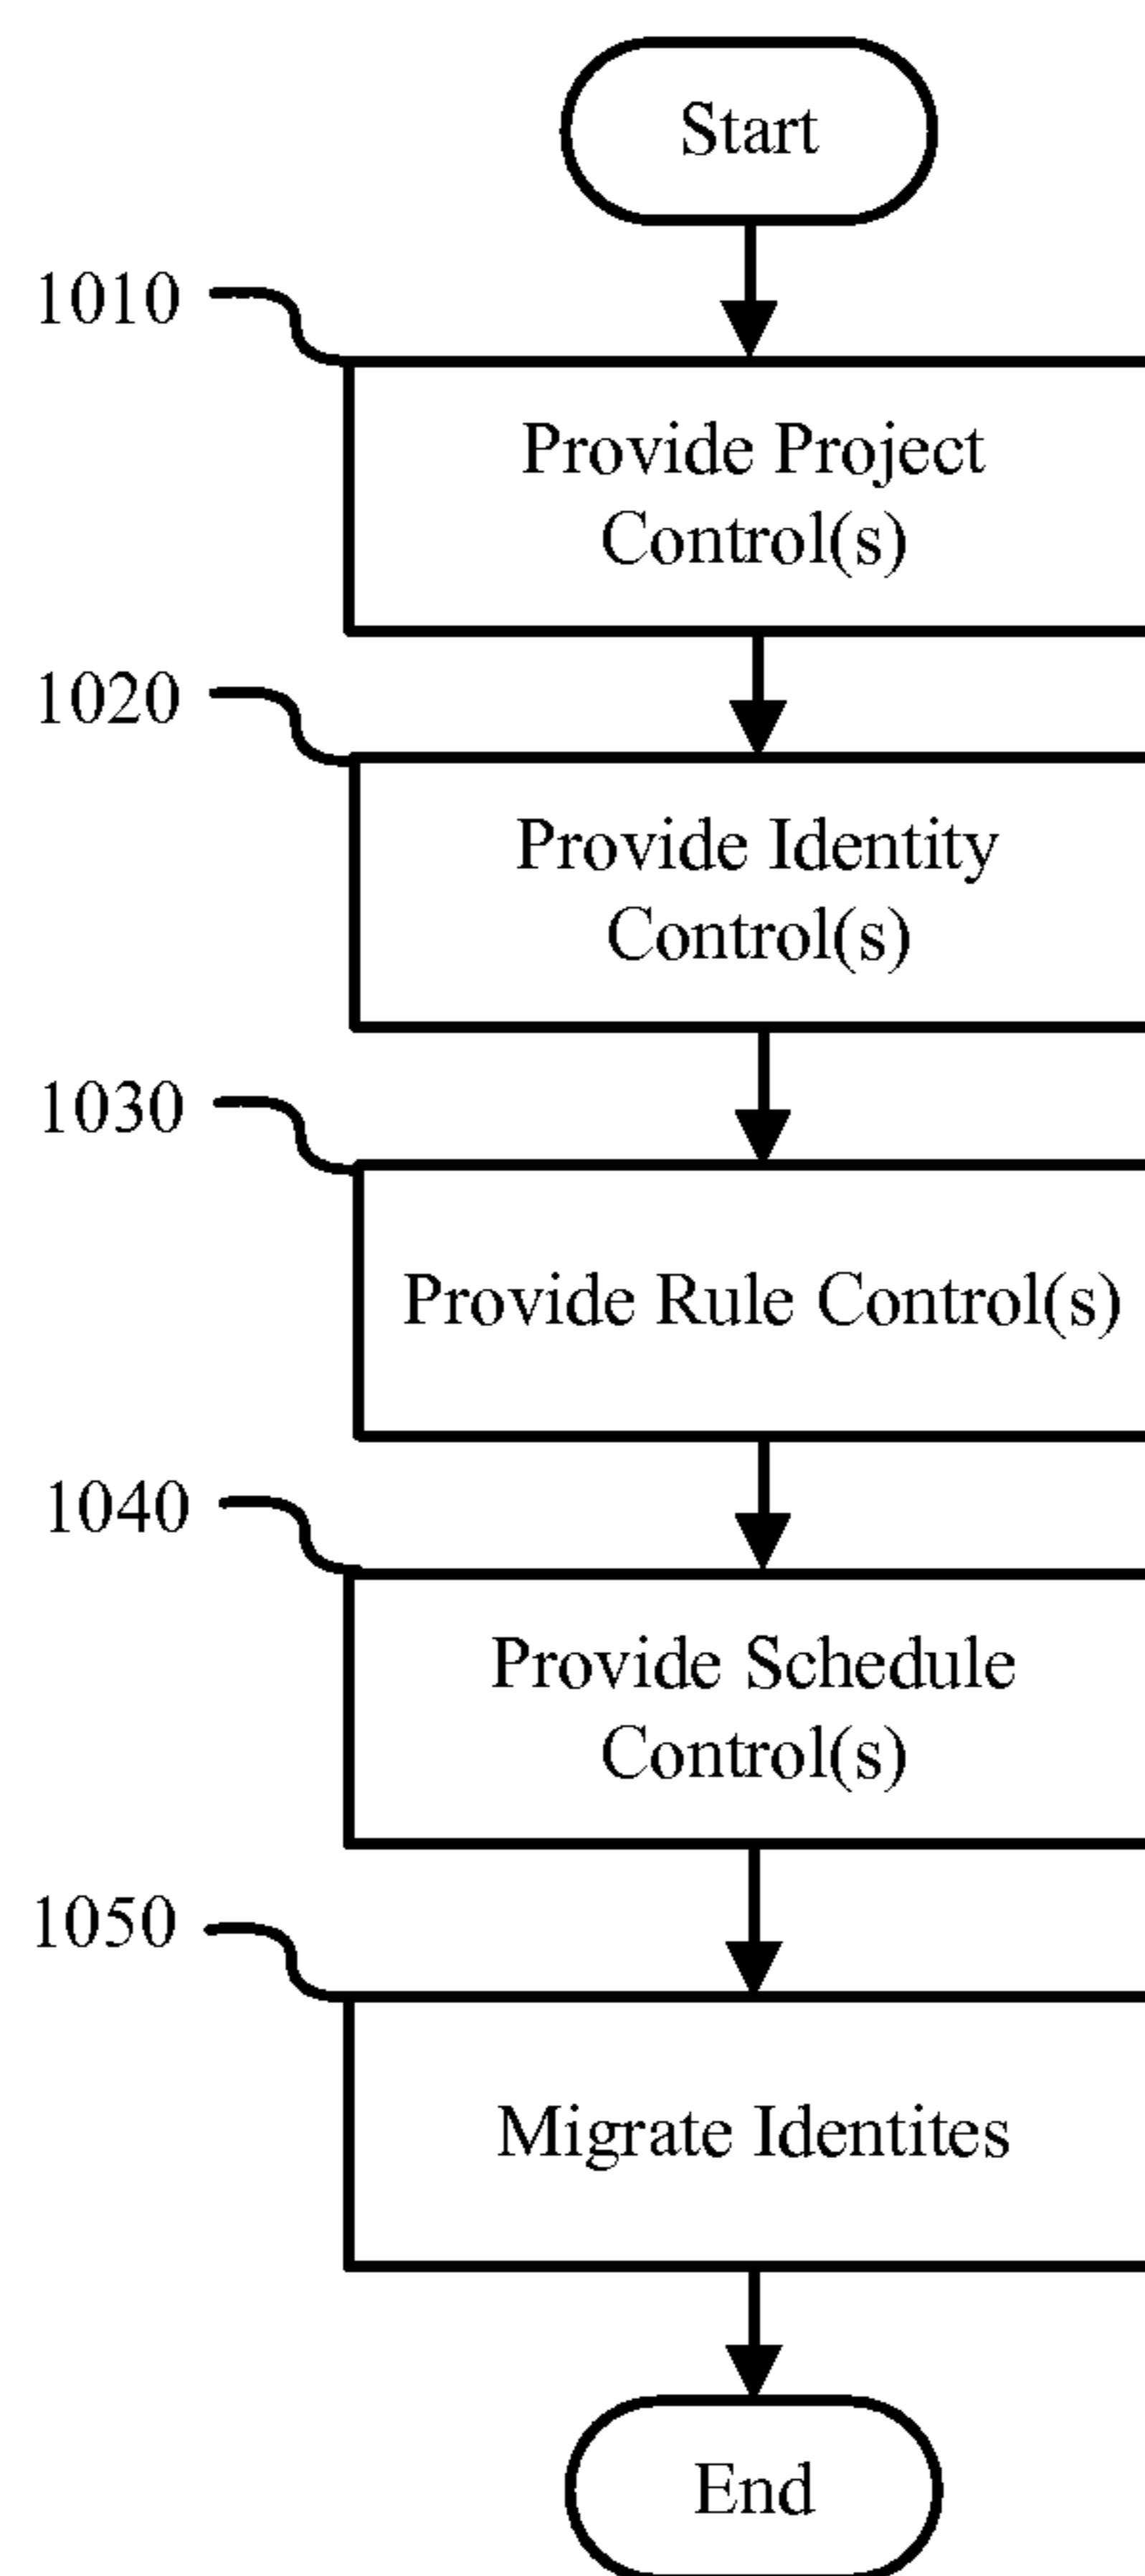 Start
1010
Provide Project
Control(s)
1020
Provide Identity
Control(s)
1030
Provide Rule Control(s)
1040
Provide Schedule
Control(s)
1050
Migrate Identites
End